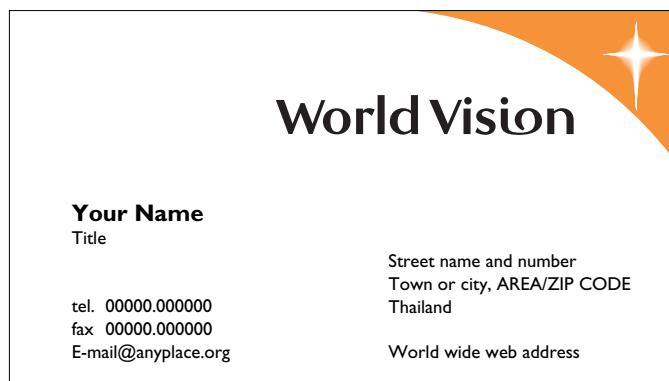 World Vision
Your Name
Title
tel. 00000.000000
fax 00000.000000
E-mail@anyplace.org
Street name and number
Town or city, AREA/ZIP CODE
Thailand
World wide web address